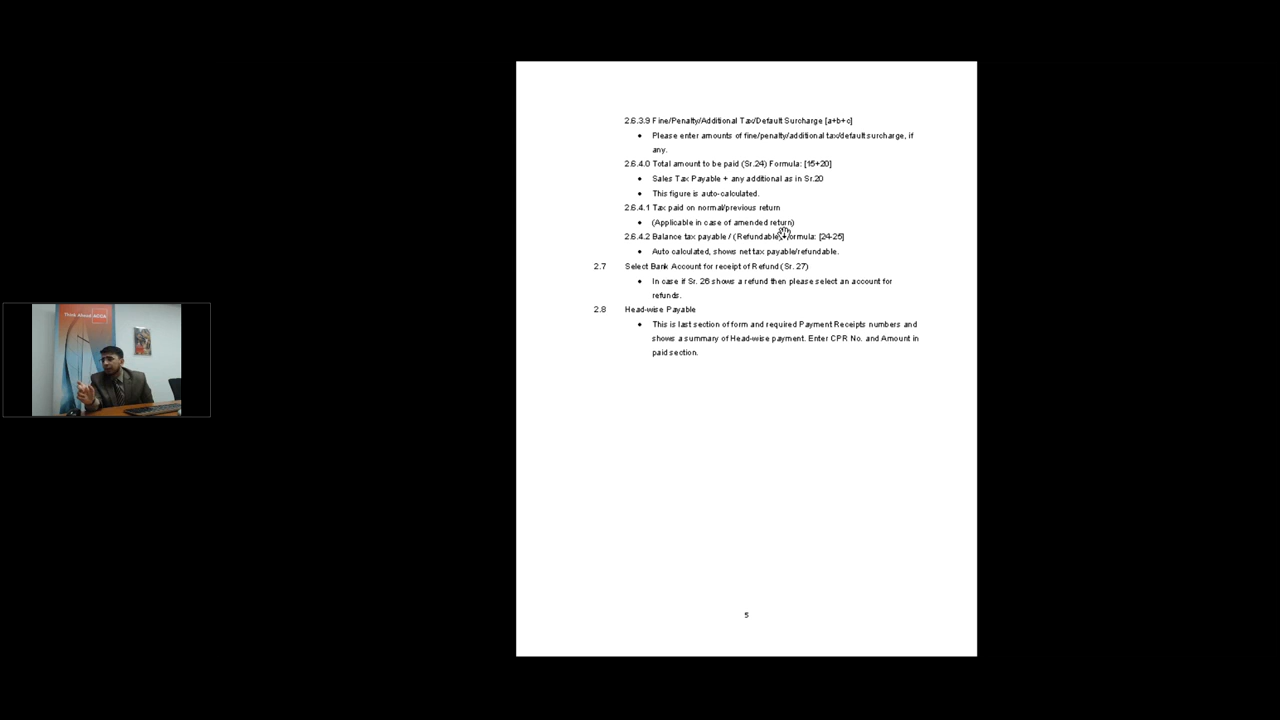 2.6.3.9 Fine/Penalty/Additional Tax/Default Surcharge [a+b+c]
• Please enter amounts of fine/penalty/additional tax/default surcharge, if
any.
2.6.4.0 Total amount to be paid (Sr.24) Formula: [15+20]
• Sales Tax Payable + any additional as in Sr.20
• This figure is auto-calculated.
2.6.4.1 Tax paid on normal/previous return
• (Applicable in case of amended return)
2.6.4.2 Balance tax payable / (Refundable) Formula: [24-25]
• Auto calculated, shows net tax payable/refundable.
2.7 Select Bank Account for receipt of Refund (Sr. 27)
• In case if Sr. 26 shows a refund then please select an account for
refunds.
2.8 Head-wise Payable
• This is last section of form and required Payment Receipts numbers and
shows a summary of Head-wise payment. Enter CPR No. and Amount in
paid section.
5
Think Ahead ACCA